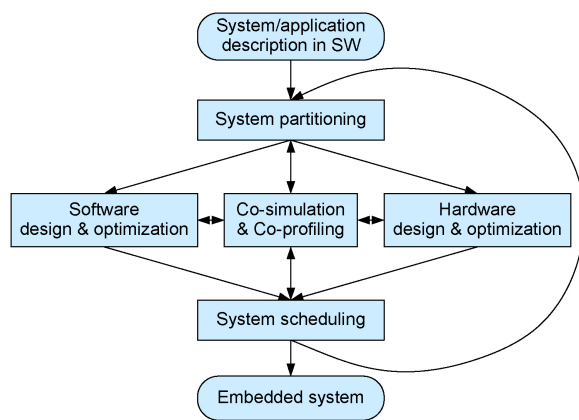 System/application
description in SW
System partitioning
Software
design & optimization
Co-simulation
& Co-profiling
Hardware
design & optimization
System scheduling
Embedded system